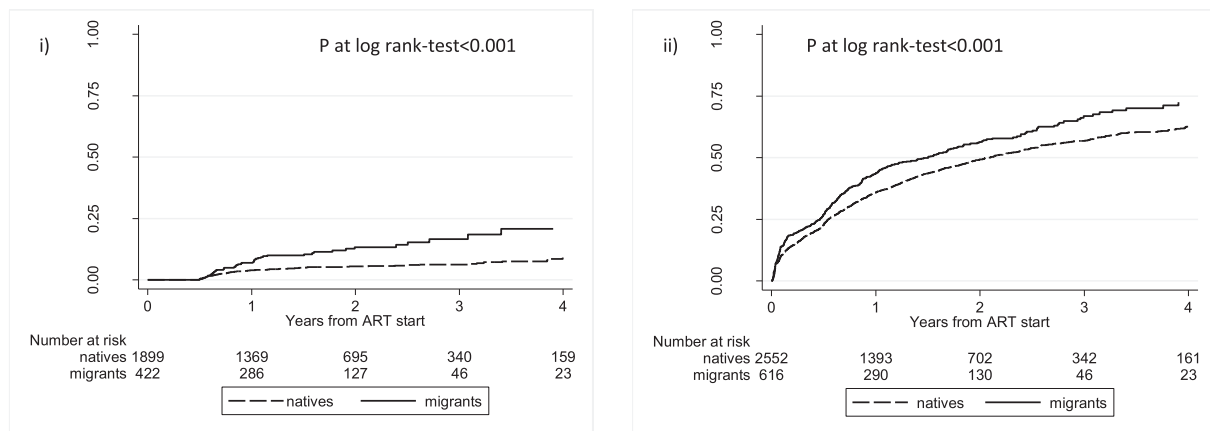 i)
P at log rank-test<0.001
1.00
0.75
0.50
0.25
0.00
0 1 2 3 4
Years from ART start
Number at risk
natives 1899 1369 695 340 159
migrants 422 286 127 46 23
natives migrants
ii)
P at log rank-test<0.001
1.00
0.75
0.50
0.25
0.00
0 1 2 3 4
Years from ART start
Number at risk
natives 2552 1393 702 342 161
migrants 616 290 130 46 23
natives migrants